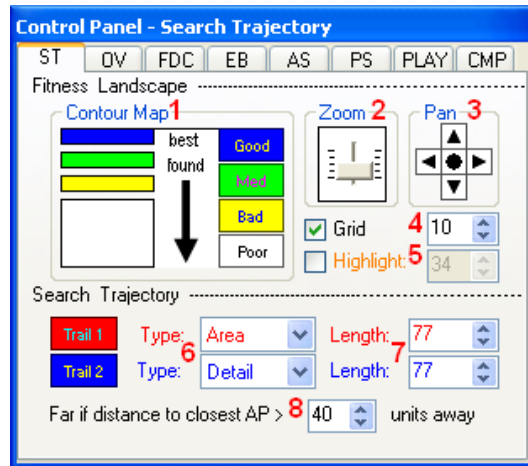 Control Panel - Search Trajectory
ST OV FDC EB AS PS PLAY CMP
Fitness Landscape
Contour Map 1 Zoom 2 Pan 3
best Good
found Med
Bad
Poor
Grid 4 10
Highlight: 5 34
Search Trajectory
Trail 1 Type: Area Length: 77
6 7
Trail 2 Type: Detail Length: 77
Far if distance to closest AP > 8 40 units away